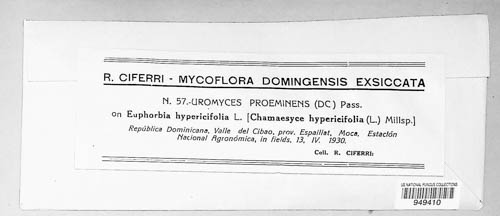 R. CIFERRI - MYCOFLORA DOMINGENSIS EXSICCATA
N. 57.-UROMYCES PROEMINENS (DC) Pass.
on Euphorbia hypericifolia L. [Chamaesyce hypericifolia (L.) Millsp.]
República Dominicana, Valle del Cibao, prov. Espaillat, Moca, Estación
Nacional Agronómica, in fields, 13, IV. 1930.
Coll. R. CIFERRI:
US NATIONAL FUNGUS COLLECTIONS
949410